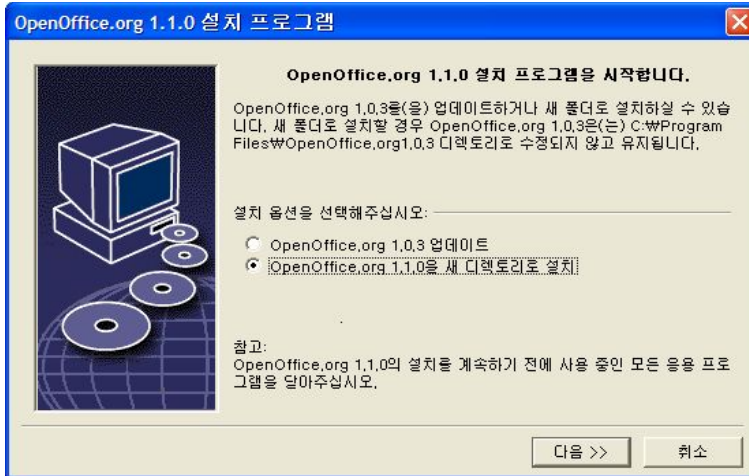 OpenOffice.org 1.1.0 설치 프로그램
OpenOffice.org 1.1.0 설치 프로그램을 시작합니다.
OpenOffice.org 1.0.3를(을) 업데이트하거나 새 폴더로 설치하실 수 있습
니다. 새 폴더로 설치할 경우 OpenOffice.org 1.0.3은(는) C:₩Program
Files₩OpenOffice.org1.0.3 디렉토리로 수정되지 않고 유지됩니다.
설치 옵션을 선택해주십시오:
OpenOffice.org 1.0.3 업데이트
OpenOffice.org 1.1.0을 새 디렉토리로 설치
참고:
OpenOffice.org 1.1.0의 설치를 계속하기 전에 사용 중인 모든 응용 프로
그램을 닫아주십시오.
다음 >>
취소